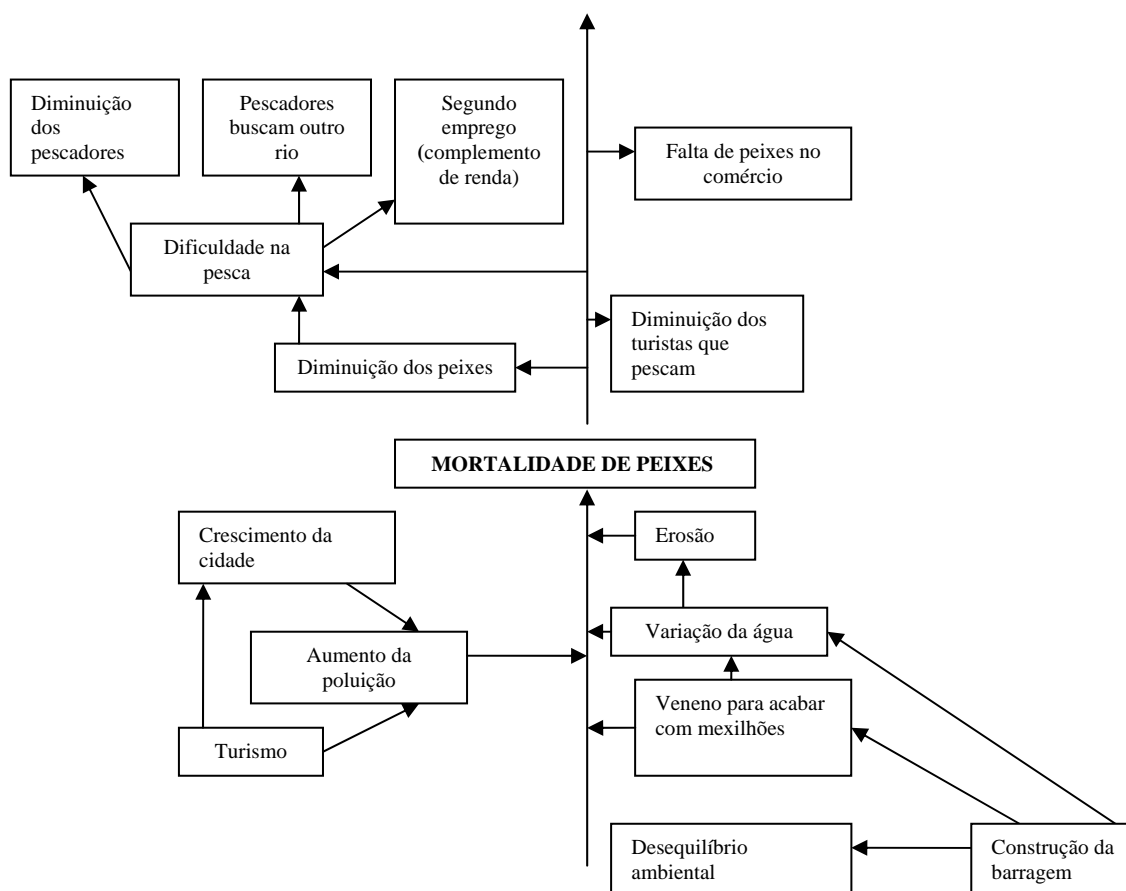 Diminuição
dos
pescadores
Pescadores
buscam outro
rio
Segundo
emprego
(complemento
de renda)
Falta de peixes no
comércio
Dificuldade na
pesca
Diminuição dos
turistas que
pescam
Diminuição dos peixes
MORTALIDADE DE PEIXES
Crescimento da
cidade
Erosão
Variação da água
Aumento da
poluição
Veneno para acabar
com mexilhões
Turismo
Desequilíbrio
ambiental
Construção da
barragem